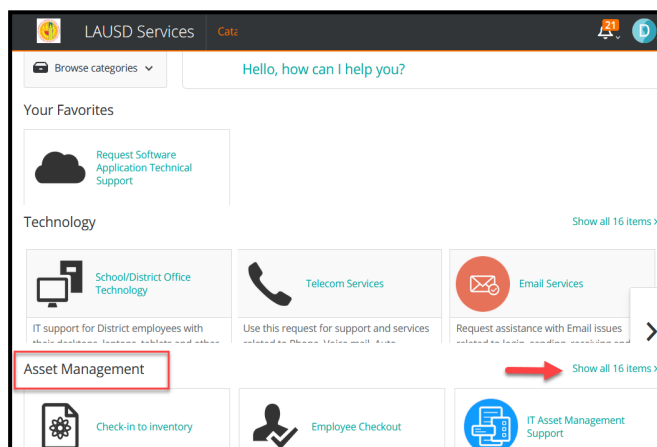 LAUSD Services
21
D
Browse categories
Hello, how can I help you?
Your Favorites
Request Software
Application Technical
Support
Technology
Show all 16 items
School/District Office
Technology
Telecom Services
Email Services
IT support for District employees with
Use this request for support and services
Request assistance with Email issues
Asset Management
Show all 16 items
Check-in to inventory
Employee Checkout
IT Asset Management
Support